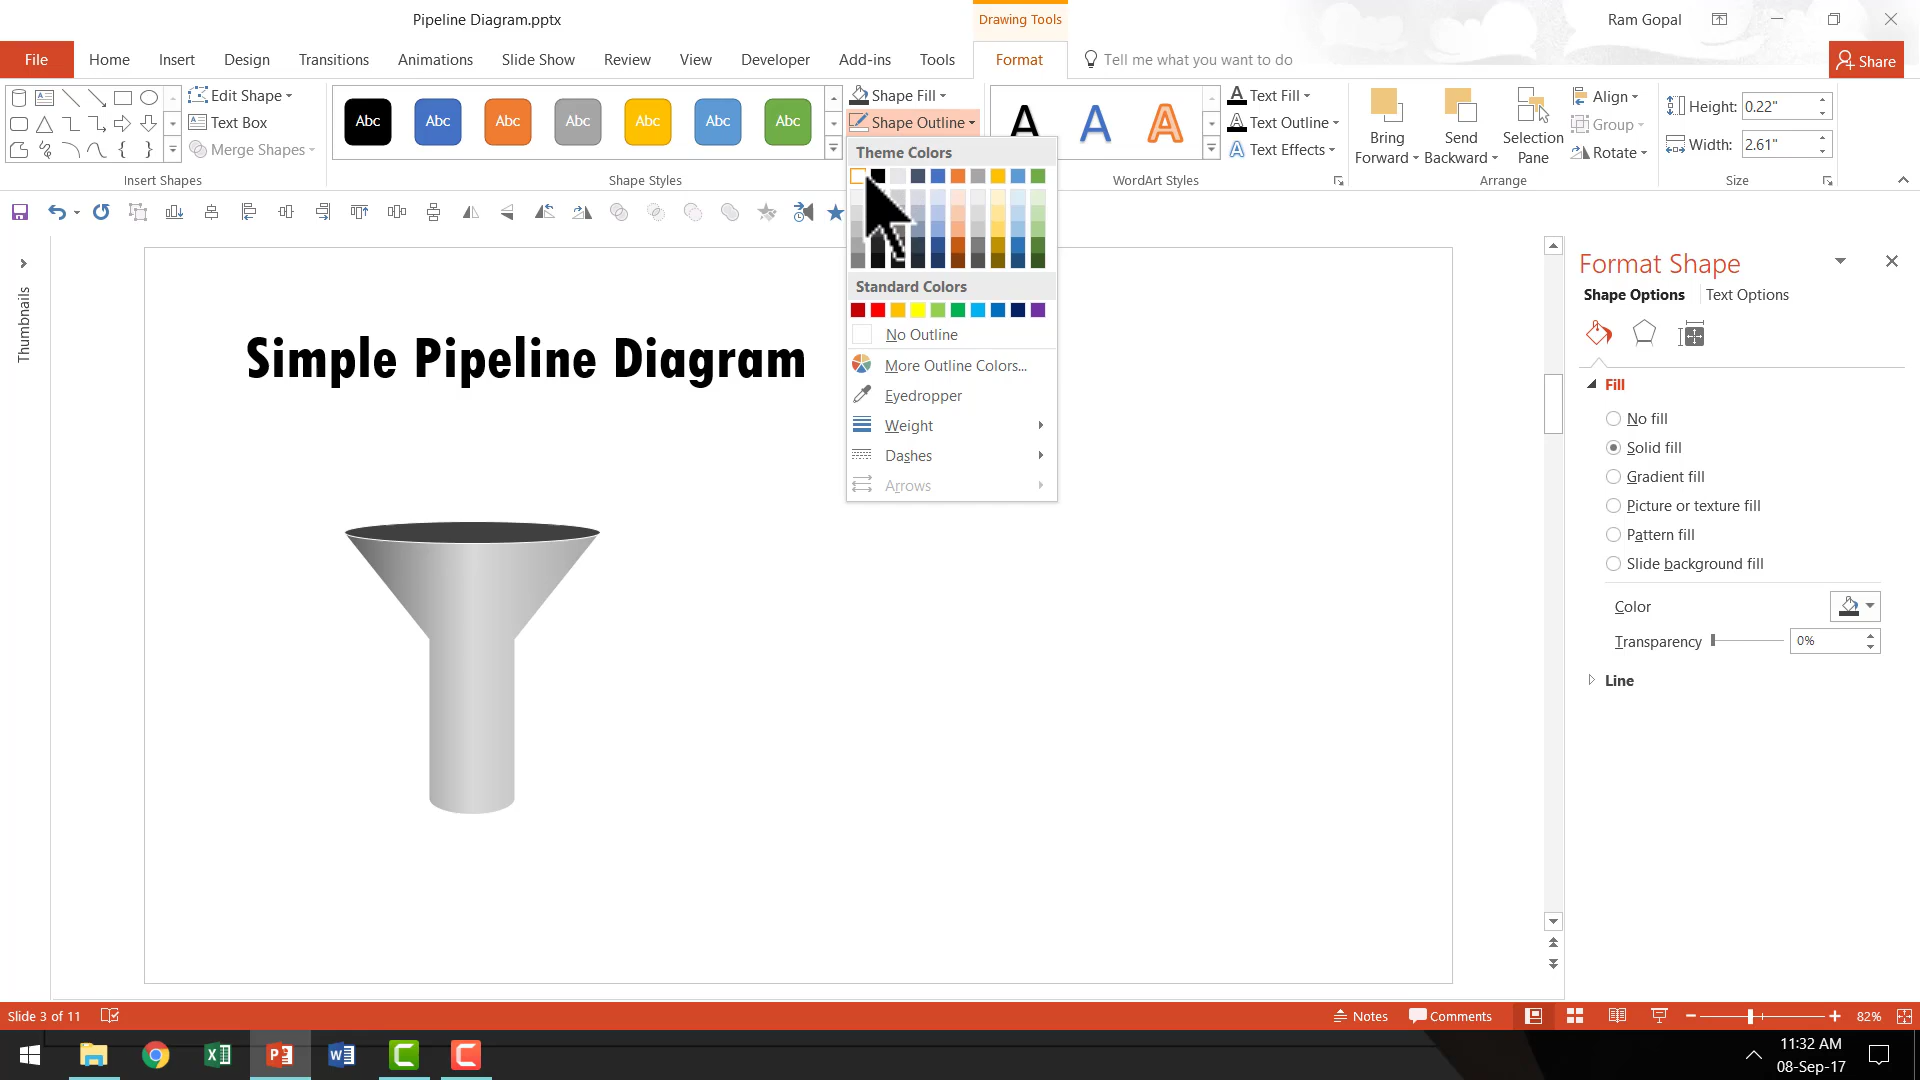 Pipeline Diagram.pptx
Drawing Tools
Ram Gopal
File
Home
Insert
Design
Transitions
Animations
Slide Show
Review
View
Developer
Add-ins
Tools
Format
Tell me what you want to do
Share
Edit Shape
Text Box
Merge Shapes
Insert Shapes
Abc
Abc
Abc
Abc
Abc
Abc
Abc
Shape Styles
Shape Fill
Shape Outline
A
A
A
WordArt Styles
Text Fill
Text Outline
Text Effects
Bring
Forward
Send
Backward
Selection
Pane
Align
Group
Rotate
Arrange
Height: 0.22"
Width: 2.61"
Size
Theme Colors
Standard Colors
No Outline
More Outline Colors...
Eyedropper
Weight
Dashes
Arrows
Thumbnails
Simple Pipeline Diagram
Format Shape
Shape Options
Text Options
Fill
No fill
Solid fill
Gradient fill
Picture or texture fill
Pattern fill
Slide background fill
Color
Transparency
0%
Line
Slide 3 of 11
Notes
Comments
82%
11:32 AM
08-Sep-17